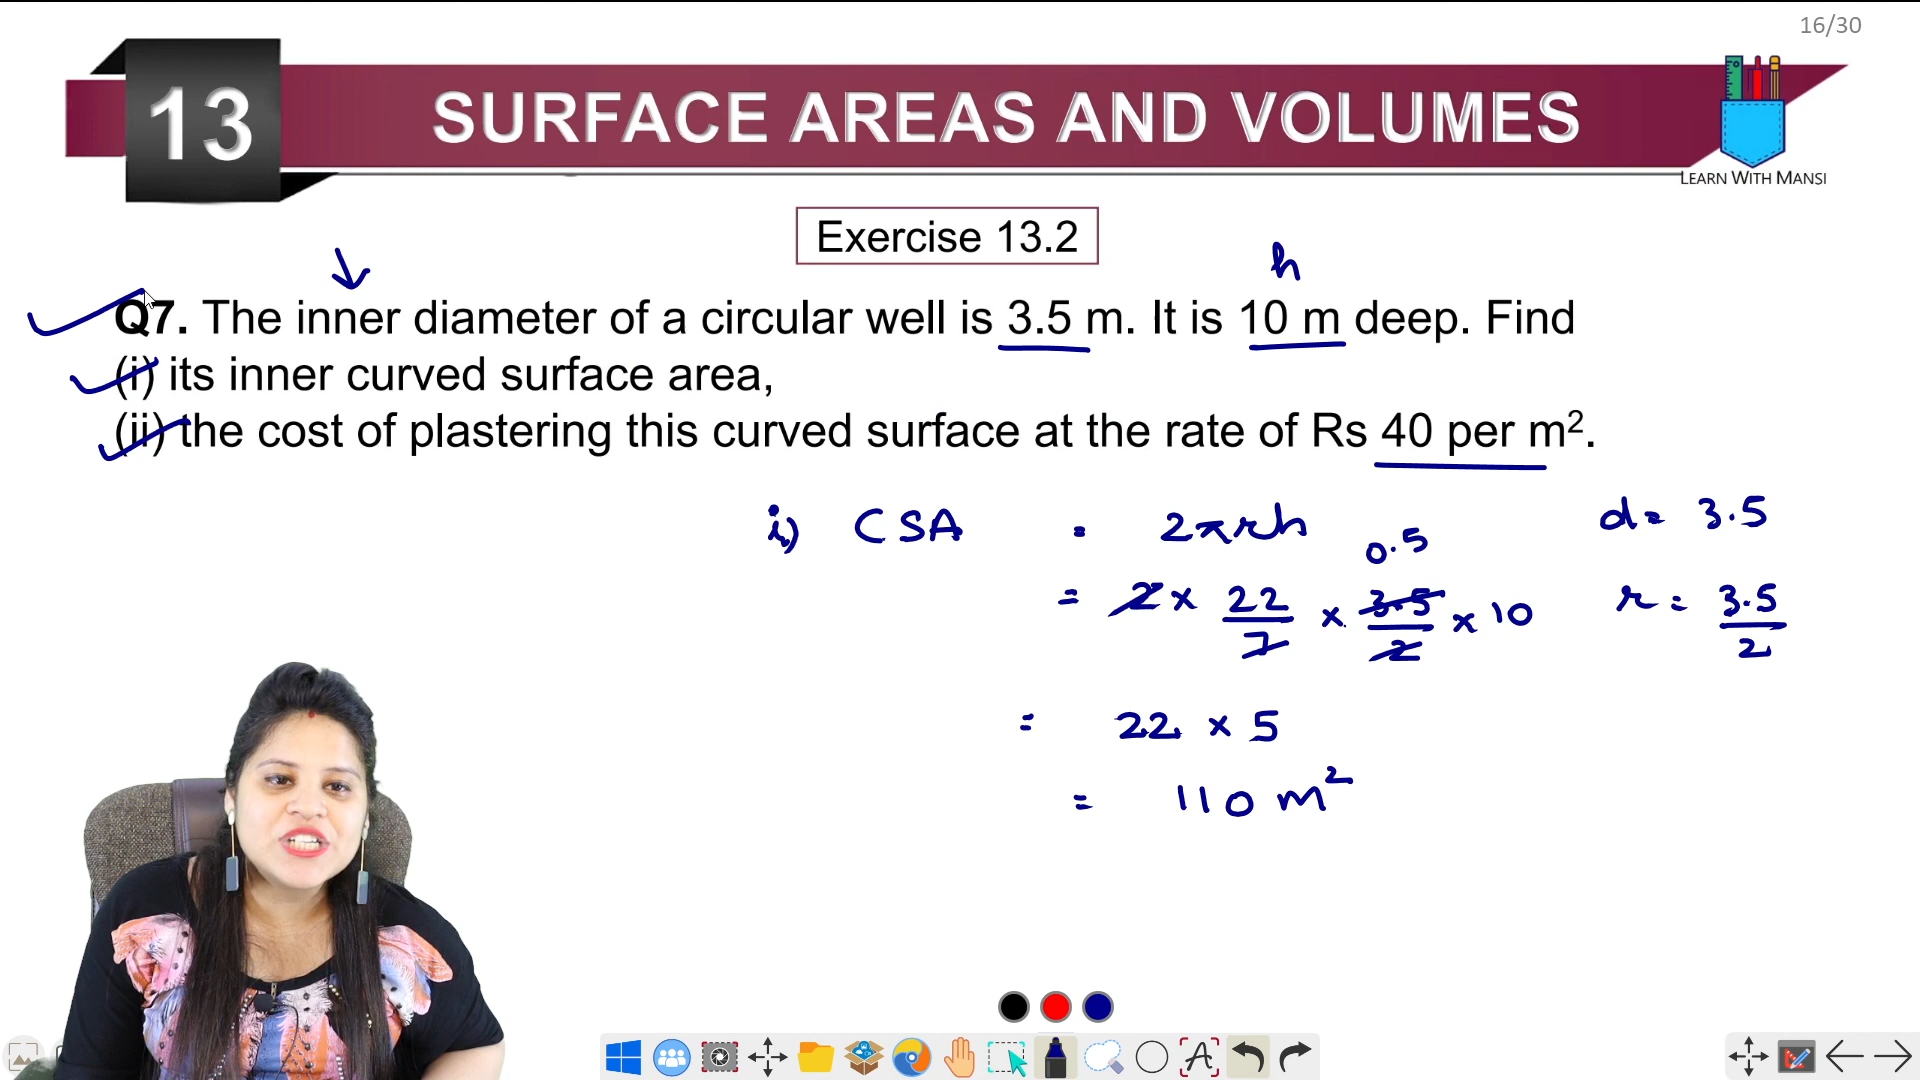 16/30
13 SURFACE AREAS AND VOLUMES
LEARN WITH MANSI
Exercise 13.2
h
Q7. The inner diameter of a circular well is 3.5 m. It is 10 m deep. Find
(i) its inner curved surface area,
(ii) the cost of plastering this curved surface at the rate of Rs 40 per m².
i) CSA = 2πrh
d = 3.5
0.5
= 2 × 22/7 × 3.5/2 × 10
r = 3.5/2
= 22 × 5
= 110 m²